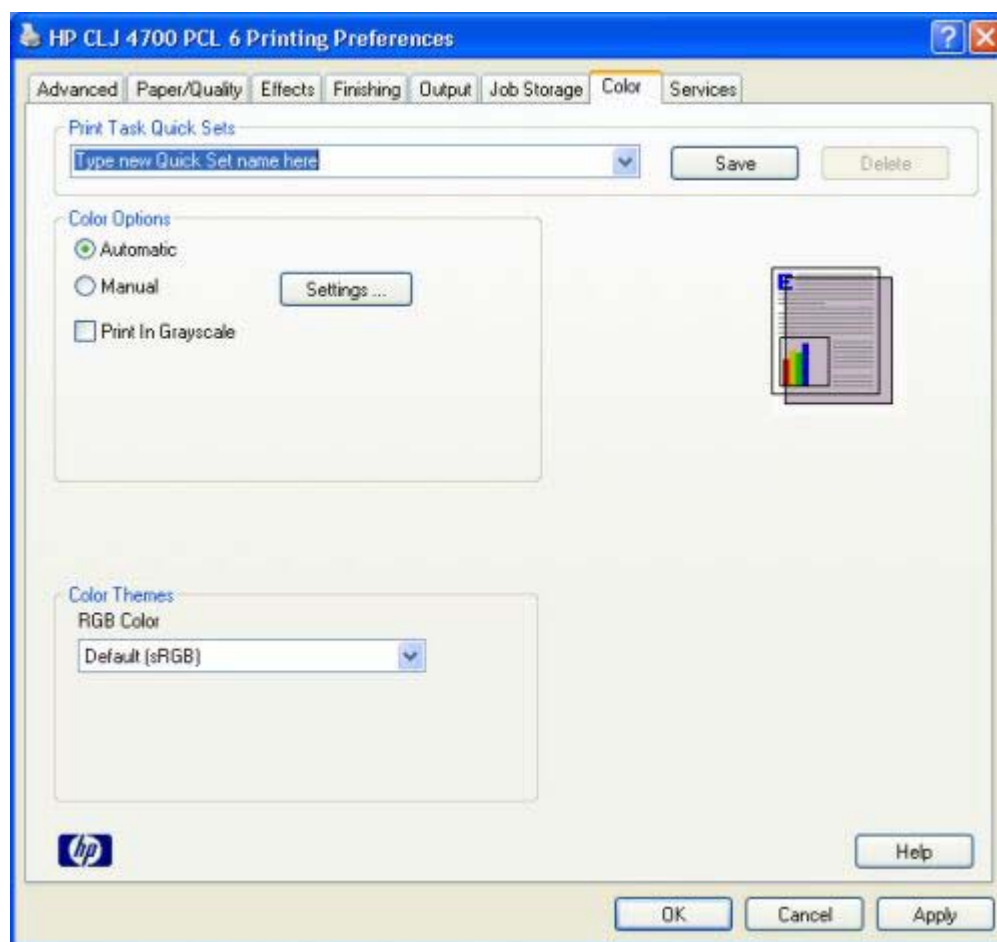 HP CLJ 4700 PCL 6 Printing Preferences
Advanced Paper/Quality Effects Finishing Output Job Storage Color Services
Print Task Quick Sets
Type new Quick Set name here Save Delete
Color Options
Automatic
Manual Settings ...
Print In Grayscale
E
Color Themes
RGB Color
Default (sRGB)
hp Help
OK Cancel Apply